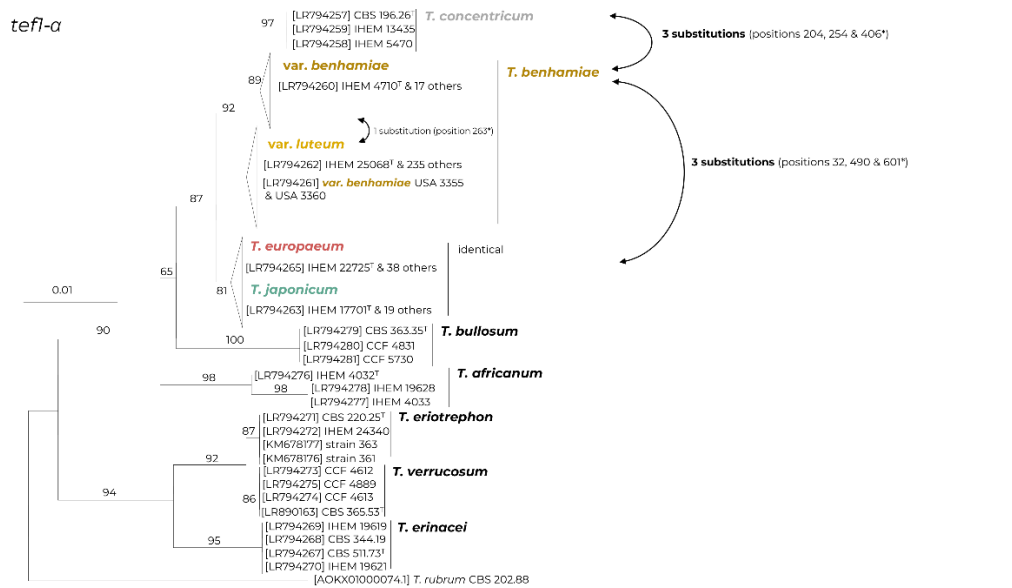 tef1-α
97
[LR794257] CBS 196.26ᵀ
T. concentricum
[LR794259] IHEM 13435
[LR794258] IHEM 5470
3 substitutions (positions 204, 254 & 406*)
89
var. benhamiae
T. benhamiae
[LR794260] IHEM 4710ᵀ & 17 others
92
1 substitution (position 263*)
var. luteum
[LR794262] IHEM 25068ᵀ & 235 others
3 substitutions (positions 32, 490 & 601*)
[LR794261] var. benhamiae USA 3355
& USA 3360
87
T. europaeum
identical
[LR794265] IHEM 22725ᵀ & 38 others
65
81
T. japonicum
0.01
[LR794263] IHEM 17701ᵀ & 19 others
90
100
[LR794279] CBS 363.35ᵀ
T. bullosum
[LR794280] CCF 4831
[LR794281] CCF 5730
98
[LR794276] IHEM 4032ᵀ
T. africanum
98
[LR794278] IHEM 19628
[LR794277] IHEM 4033
87
[LR794271] CBS 220.25ᵀ
T. eriotrephon
[LR794272] IHEM 24340
[KM678177] strain 363
[KM678176] strain 361
92
[LR794273] CCF 4612
T. verrucosum
[LR794275] CCF 4889
86
[LR794274] CCF 4613
[LR890163] CBS 365.53ᵀ
94
[LR794269] IHEM 19619
T. erinacei
95
[LR794268] CBS 344.19
[LR794267] CBS 511.73ᵀ
[LR794270] IHEM 19621
[AOKX01000074.1] T. rubrum CBS 202.88